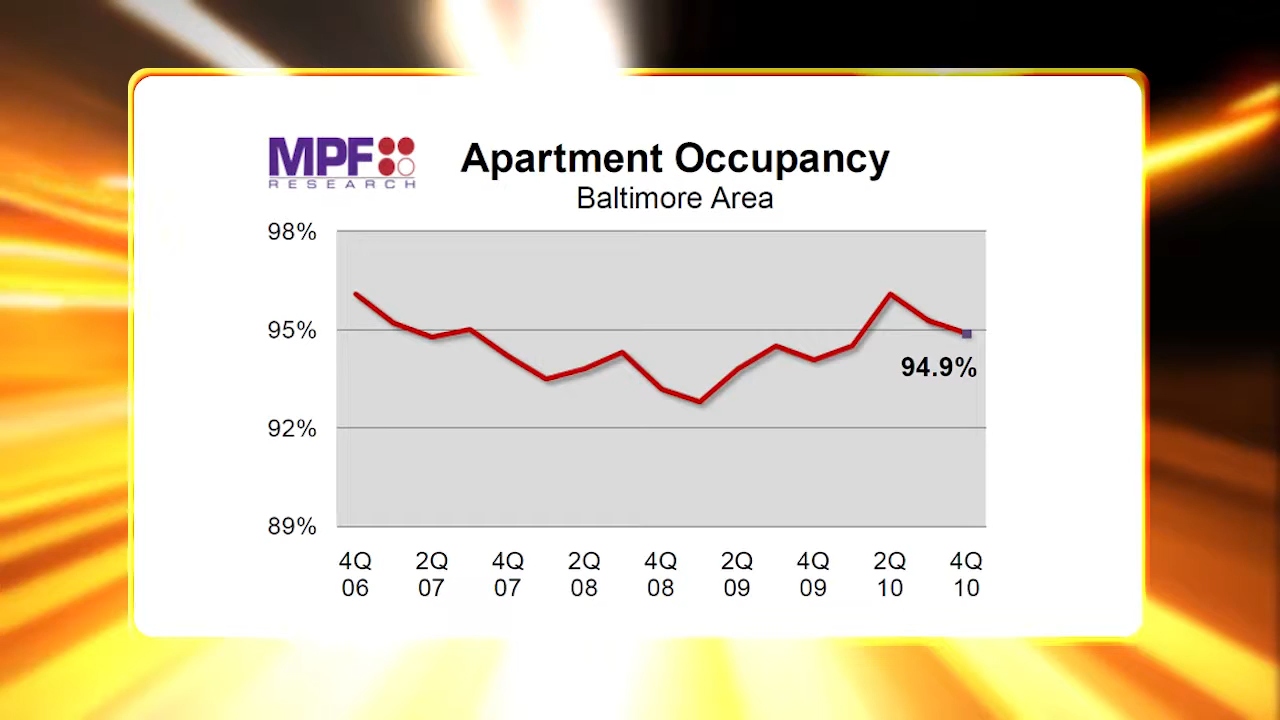 MPF
RESEARCH
Apartment Occupancy
Baltimore Area
98%
95%
92%
89%
94.9%
4Q 2Q 4Q 2Q 4Q 2Q 4Q 2Q 4Q
06 07 07 08 08 09 09 10 10